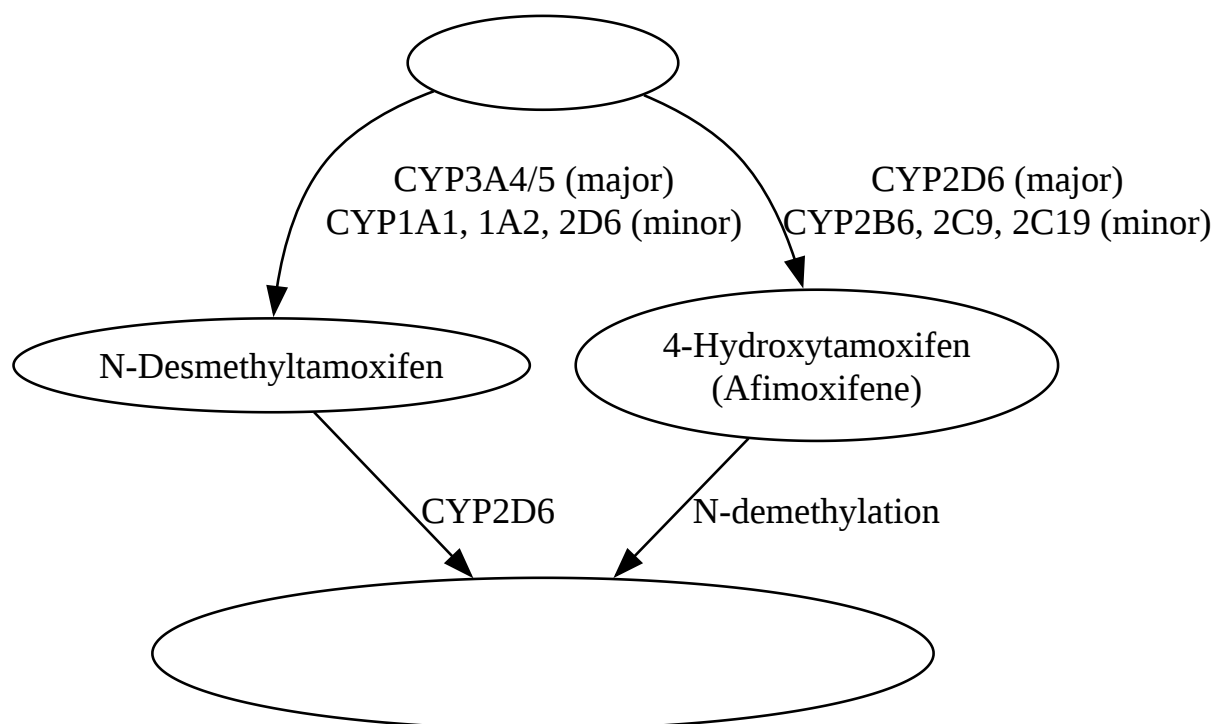 CYP3A4/5 (major)
CYP1A1, 1A2, 2D6 (minor)
CYP2D6 (major)
CYP2B6, 2C9, 2C19 (minor)
N-Desmethyltamoxifen
4-Hydroxytamoxifen
(Afimoxifene)
CYP2D6
N-demethylation